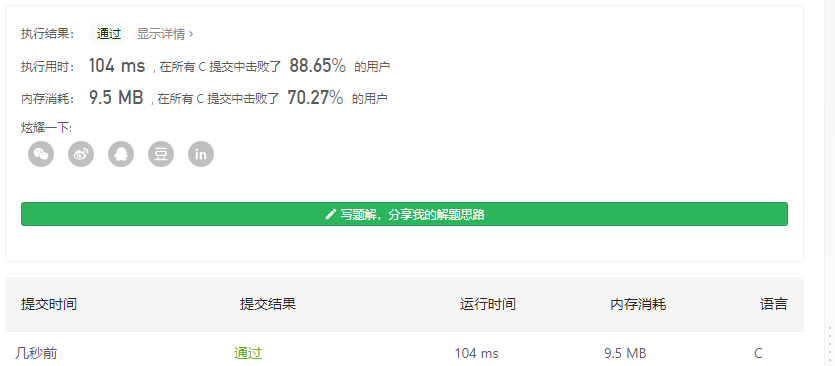 执行结果： 通过 显示详情 ›
执行用时： 104 ms , 在所有 C 提交中击败了 88.65% 的用户
内存消耗： 9.5 MB , 在所有 C 提交中击败了 70.27% 的用户
炫耀一下:
豆 in
写题解，分享我的解题思路
提交时间 提交结果 运行时间 内存消耗 语言
几秒前 通过 104 ms 9.5 MB C